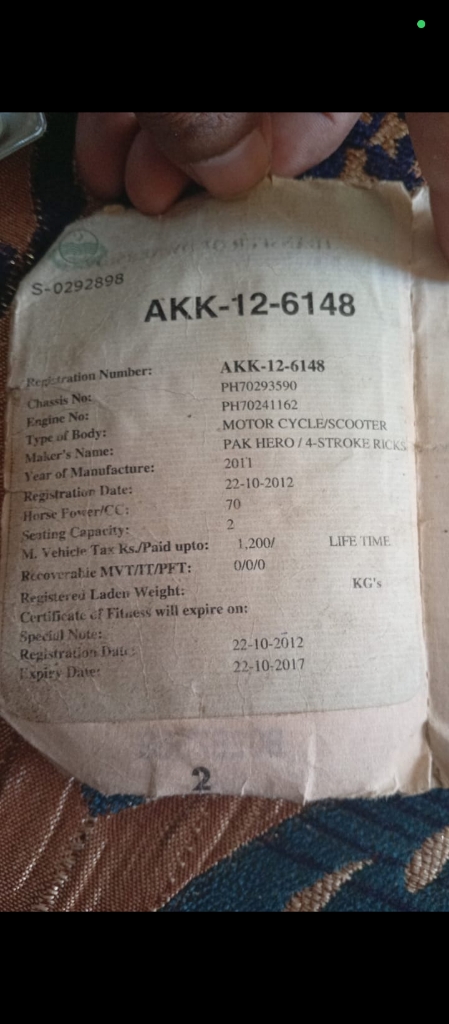 S-0292898
AKK-12-6148
Registration Number: AKK-12-6148
Chassis No: PH70293590
Engine No: PH70241162
Type of Body: MOTOR CYCLE/SCOOTER
Maker's Name: PAK HERO / 4-STROKE RICKS
Year of Manufacture: 2011
Registration Date: 22-10-2012
Horse Power/CC: 70
Seating Capacity: 2
M. Vehicle Tax Rs./Paid upto: 1,200/ LIFE TIME
Recoverable MVT/IT/PFT: 0/0/0
Registered Laden Weight: KG's
Certificate of Fitness will expire on:
Special Note:
Registration Date: 22-10-2012
Expiry Date: 22-10-2017
2